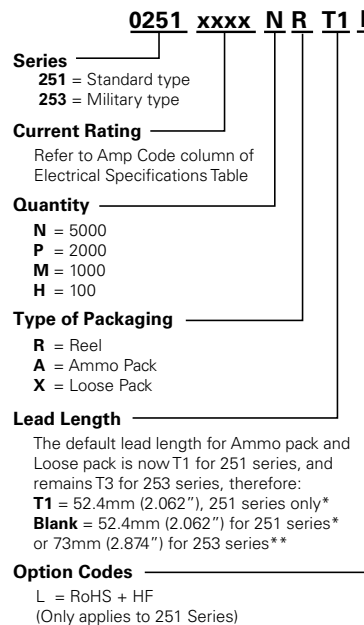 0251 xxxx N R T1
Series
251 = Standard type
253 = Military type
Current Rating
Refer to Amp Code column of
Electrical Specifications Table
Quantity
N = 5000
P = 2000
M = 1000
H = 100
Type of Packaging
R = Reel
A = Ammo Pack
X = Loose Pack
Lead Length
The default lead length for Ammo pack and
Loose pack is now T1 for 251 series, and
remains T3 for 253 series, therefore:
T1 = 52.4mm (2.062”), 251 series only*
Blank = 52.4mm (2.062”) for 251 series*
or 73mm (2.874”) for 253 series**
Option Codes
L = RoHS + HF
(Only applies to 251 Series)